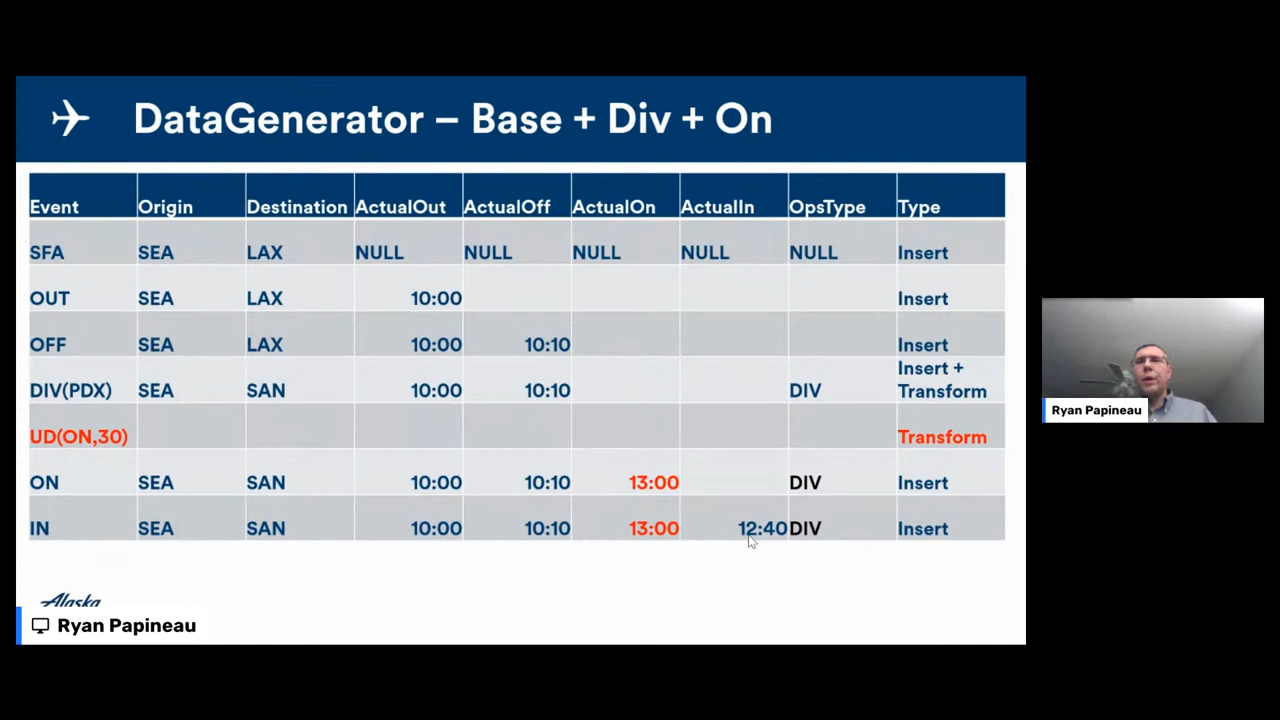 DataGenerator – Base + Div + On
Event Origin Destination ActualOut ActualOff ActualOn ActualIn OpsType Type
SFA SEA LAX NULL NULL NULL NULL NULL Insert
OUT SEA LAX 10:00 Insert
OFF SEA LAX 10:00 10:10 Insert
DIV(PDX) SEA SAN 10:00 10:10 DIV Insert + Transform
UD(ON,30) Transform
ON SEA SAN 10:00 10:10 13:00 DIV Insert
IN SEA SAN 10:00 10:10 13:00 12:40 DIV Insert
Alaska
Ryan Papineau
Ryan Papineau